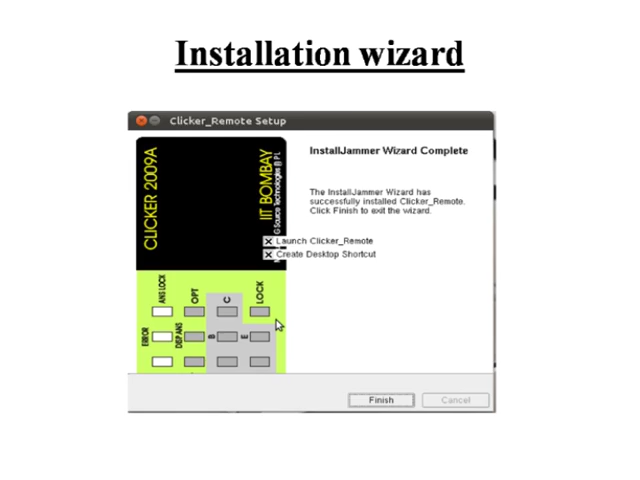 Installation wizard
Clicker_Remote Setup
CLICKER 2009A
IIT BOMBAY
InstallJammer Wizard Complete
The InstallJammer Wizard has
successfully installed Clicker_Remote.
Click Finish to exit the wizard.
Launch Clicker_Remote
Create Desktop Shortcut
ANS LOCK
OPT
C
LOCK
ERROR
DEP.ANS
B
E
Finish
Cancel